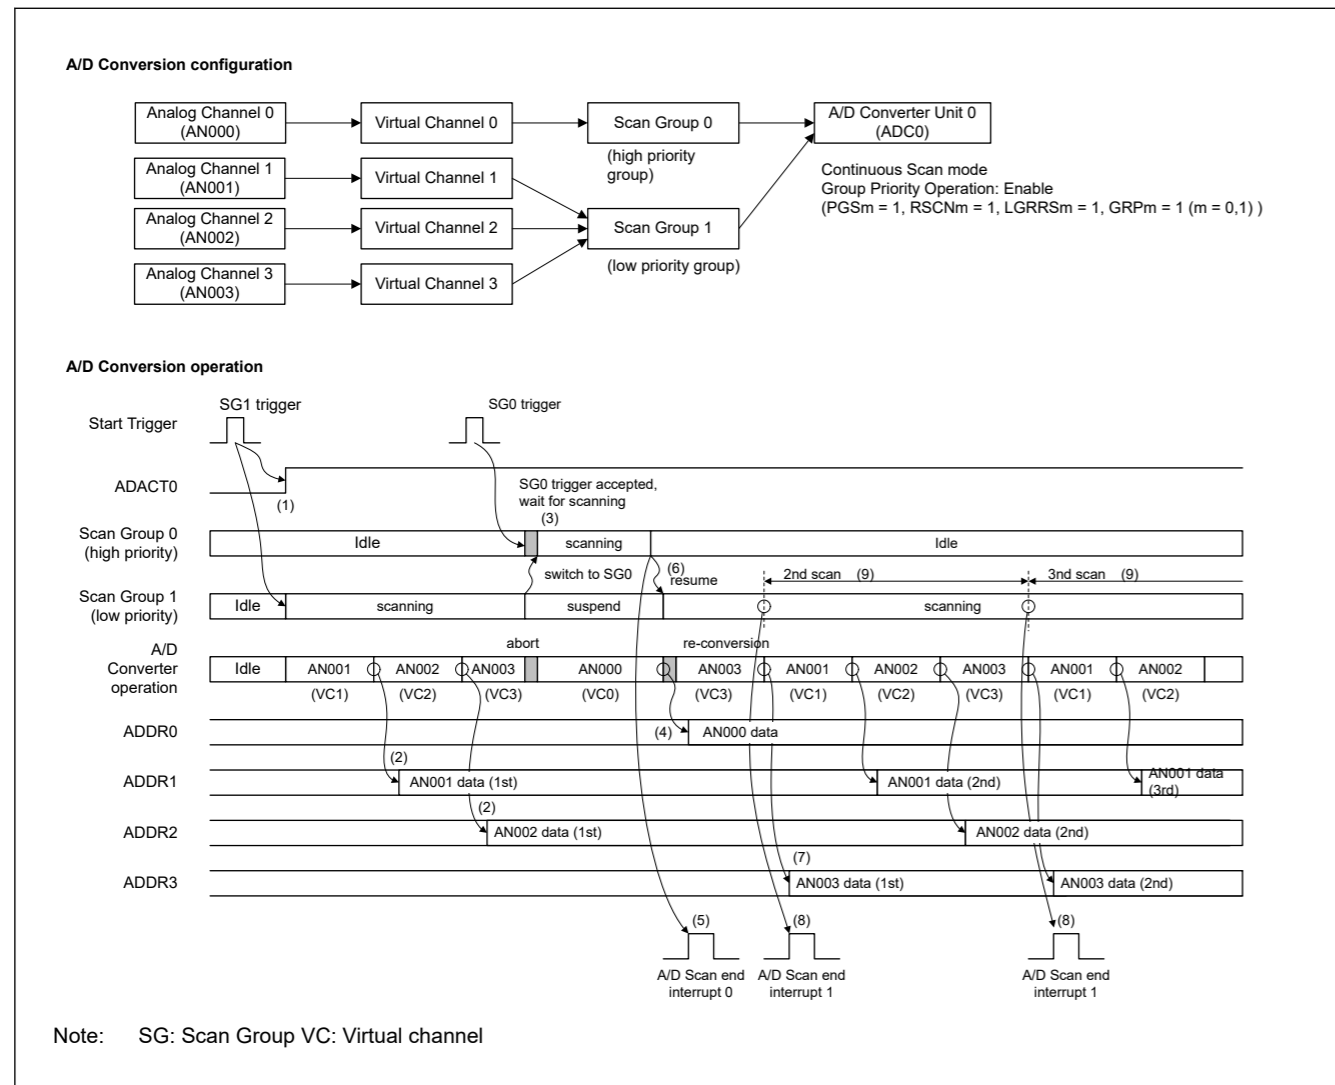 A/D Conversion configuration
Analog Channel 0
(AN000)
Virtual Channel 0
Scan Group 0
A/D Converter Unit 0
(ADC0)
(high priority
group)
Analog Channel 1
(AN001)
Virtual Channel 1
Continuous Scan mode
Group Priority Operation: Enable
(PGSm = 1, RSCNm = 1, LGRRSm = 1, GRPm = 1 (m = 0,1) )
Analog Channel 2
(AN002)
Virtual Channel 2
Scan Group 1
(low priority group)
Analog Channel 3
(AN003)
Virtual Channel 3
A/D Conversion operation
SG1 trigger
SG0 trigger
Start Trigger
ADACT0
(1)
SG0 trigger accepted,
wait for scanning
(3)
Scan Group 0
(high priority)
Idle
scanning
Idle
switch to SG0
(6)
resume
2nd scan (9)
3nd scan (9)
Scan Group 1
(low priority)
Idle
scanning
suspend
scanning
abort
re-conversion
A/D
Converter
operation
Idle
AN001
AN002
AN003
AN000
AN003
AN001
AN002
AN003
AN001
AN002
(VC1)
(VC2)
(VC3)
(VC0)
(VC3)
(VC1)
(VC2)
(VC3)
(VC1)
(VC2)
ADDR0
(4)
AN000 data
(2)
ADDR1
AN001 data (1st)
AN001 data (2nd)
AN001 data
(3rd)
(2)
ADDR2
AN002 data (1st)
AN002 data (2nd)
(7)
ADDR3
AN003 data (1st)
AN003 data (2nd)
(5)
(8)
(8)
A/D Scan end
interrupt 0
A/D Scan end
interrupt 1
A/D Scan end
interrupt 1
Note: SG: Scan Group VC: Virtual channel